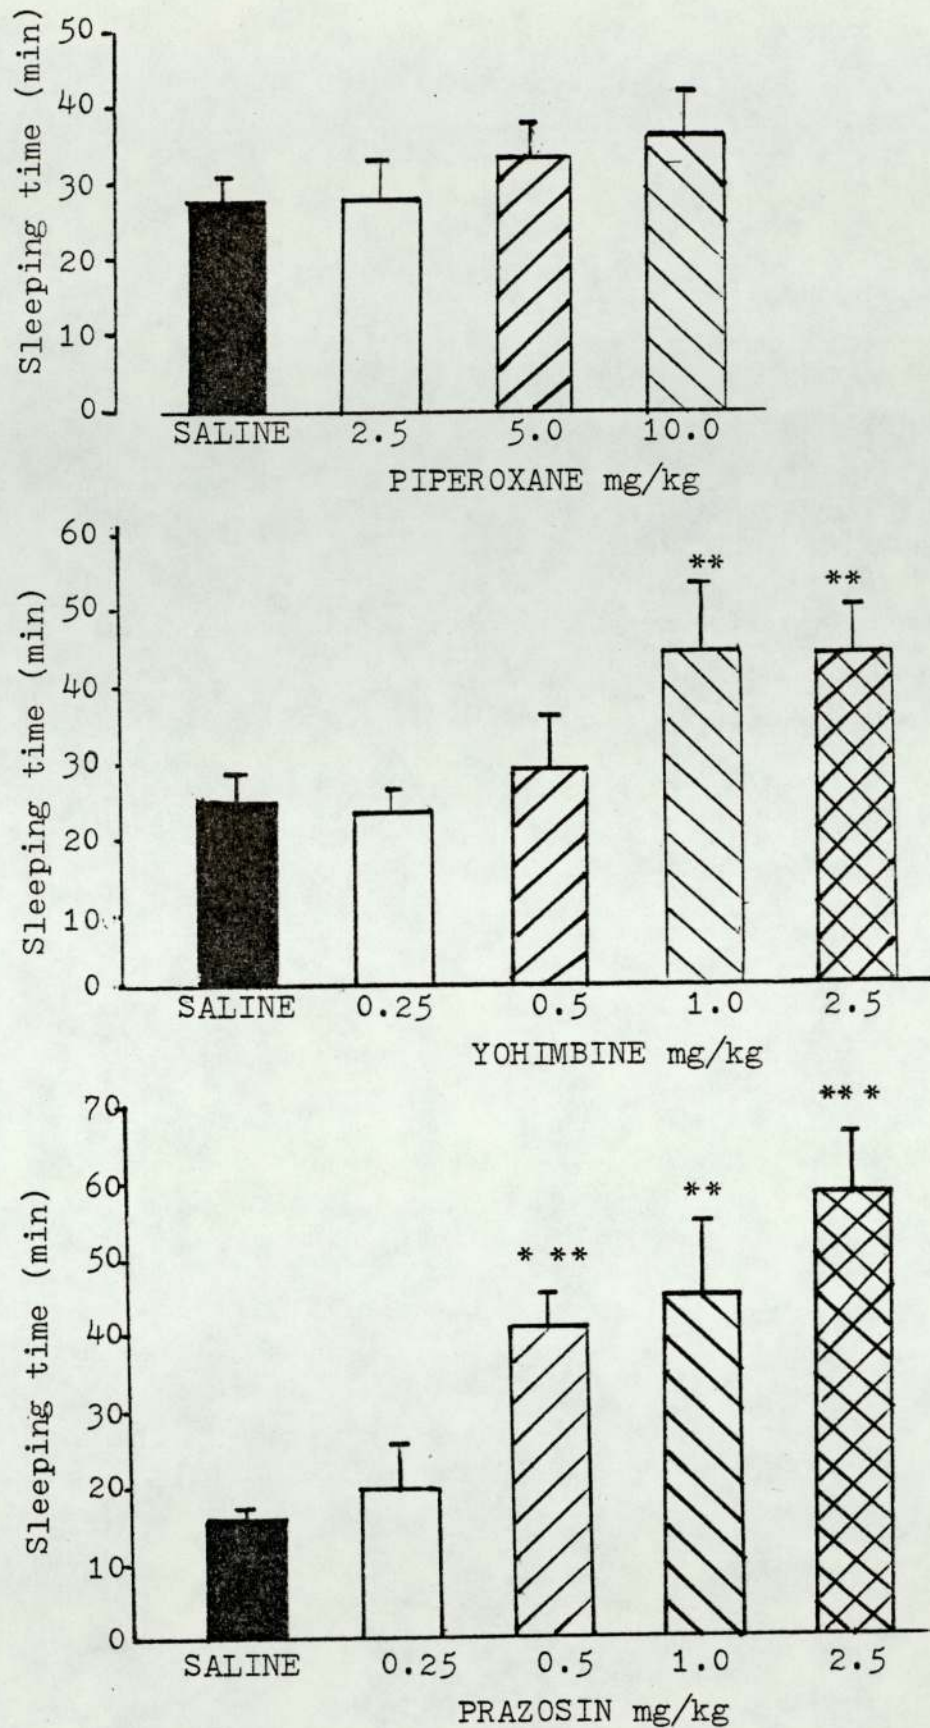 Sleeping time (min)
50
40
30
20
10
0
SALINE 2.5 5.0 10.0
PIPEROXANE mg/kg
Sleeping time (min)
60
50
40
30
20
10
0
** **
SALINE 0.25 0.5 1.0 2.5
YOHIMBINE mg/kg
Sleeping time (min)
70
60
50
40
30
20
10
0
* ** ** ** *
SALINE 0.25 0.5 1.0 2.5
PRAZOSIN mg/kg